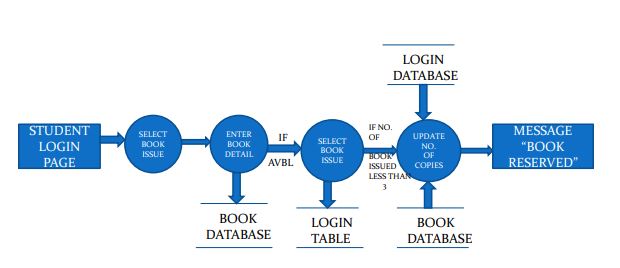 LOGIN
DATABASE
STUDENT
LOGIN
PAGE
SELECT
BOOK
ISSUE
ENTER
BOOK
DETAIL
IF
AVBL
SELECT
BOOK
ISSUE
IF NO.
OF
BOOK
ISSUED
LESS THAN
3
UPDATE
NO.
OF
COPIES
MESSAGE
“BOOK
RESERVED”
BOOK
DATABASE
LOGIN
TABLE
BOOK
DATABASE